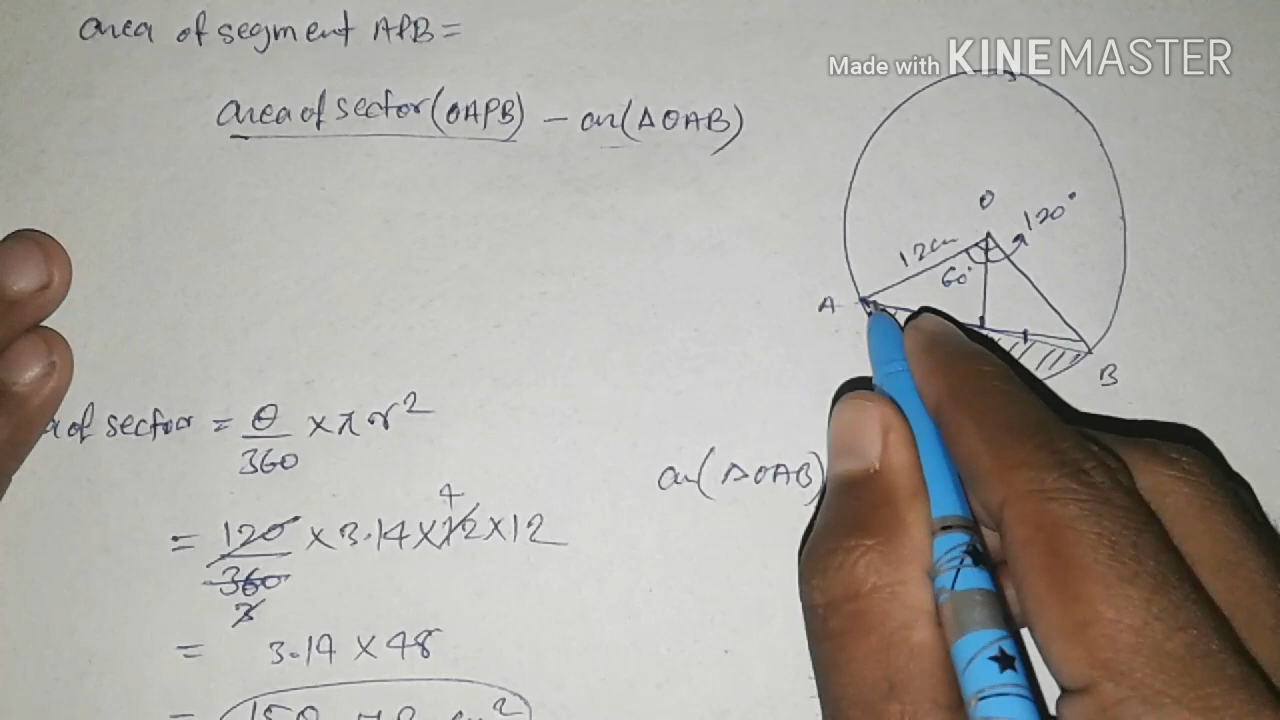 area of segment APB =
Made with KINEMASTER
area of sector (OAPB) - ar(ΔOAB)
O
120°
12cm
60°
A
B
of sector = θ/360 × π r²
ar(ΔOAB)
4
= 120/360 × 3.14 × 12 × 12
3
= 3.14 × 48
=